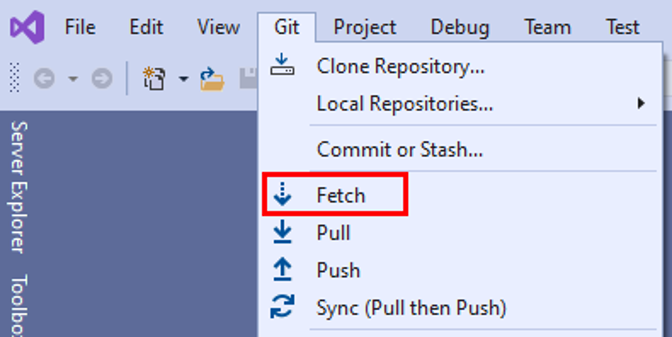 File Edit View Git Project Debug Team Test
Clone Repository...
Local Repositories...
Commit or Stash...
Fetch
Pull
Push
Sync (Pull then Push)
Server Explorer